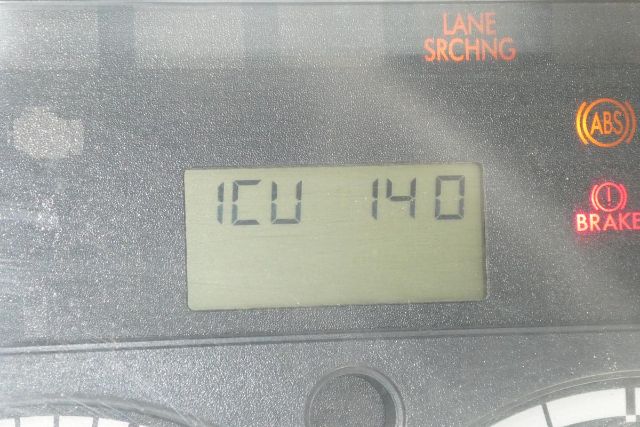 LANE
SRCHNG
ABS
ICU 140
BRAKE